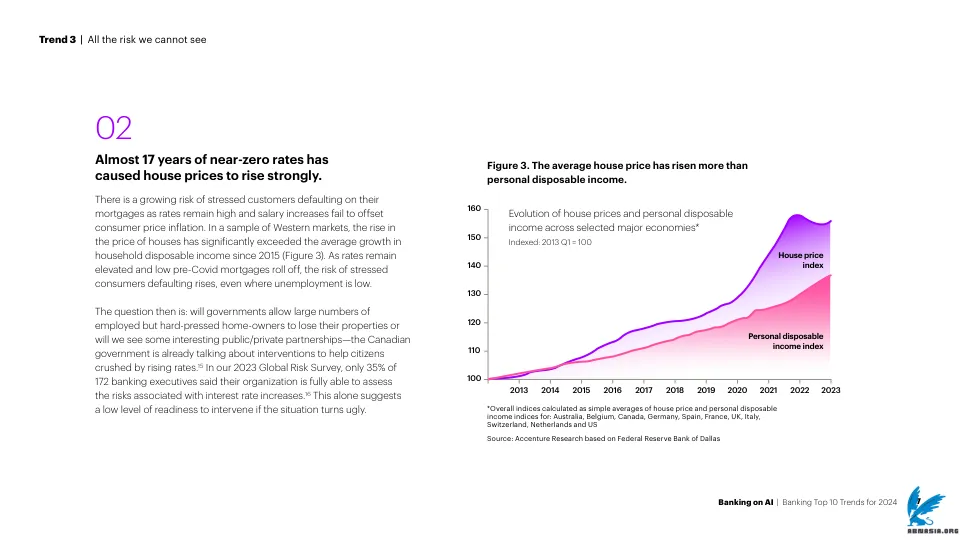 Trend 3 | All the risk we cannot see
02
Almost 17 years of near-zero rates has
caused house prices to rise strongly.
There is a growing risk of stressed customers defaulting on their
mortgages as rates remain high and salary increases fail to offset
consumer price inflation. In a sample of Western markets, the rise in
the price of houses has significantly exceeded the average growth in
household disposable income since 2015 (Figure 3). As rates remain
elevated and low pre-Covid mortgages roll off, the risk of stressed
consumers defaulting rises, even where unemployment is low.
The question then is: will governments allow large numbers of
employed but hard-pressed home-owners to lose their properties or
will we see some interesting public/private partnerships—the Canadian
government is already talking about interventions to help citizens
crushed by rising rates.¹⁵ In our 2023 Global Risk Survey, only 35% of
172 banking executives said their organization is fully able to assess
the risks associated with interest rate increases.¹⁶ This alone suggests
a low level of readiness to intervene if the situation turns ugly.
Figure 3. The average house price has risen more than
personal disposable income.
Evolution of house prices and personal disposable
income across selected major economies*
Indexed: 2013 Q1 = 100
160
150
140
130
120
110
100
House price
index
Personal disposable
income index
2013 2014 2015 2016 2017 2018 2019 2020 2021 2022 2023
*Overall indices calculated as simple averages of house price and personal disposable
income indices for: Australia, Belgium, Canada, Germany, Spain, France, UK, Italy,
Switzerland, Netherlands and US
Source: Accenture Research based on Federal Reserve Bank of Dallas
Banking on AI | Banking Top 10 Trends for 2024